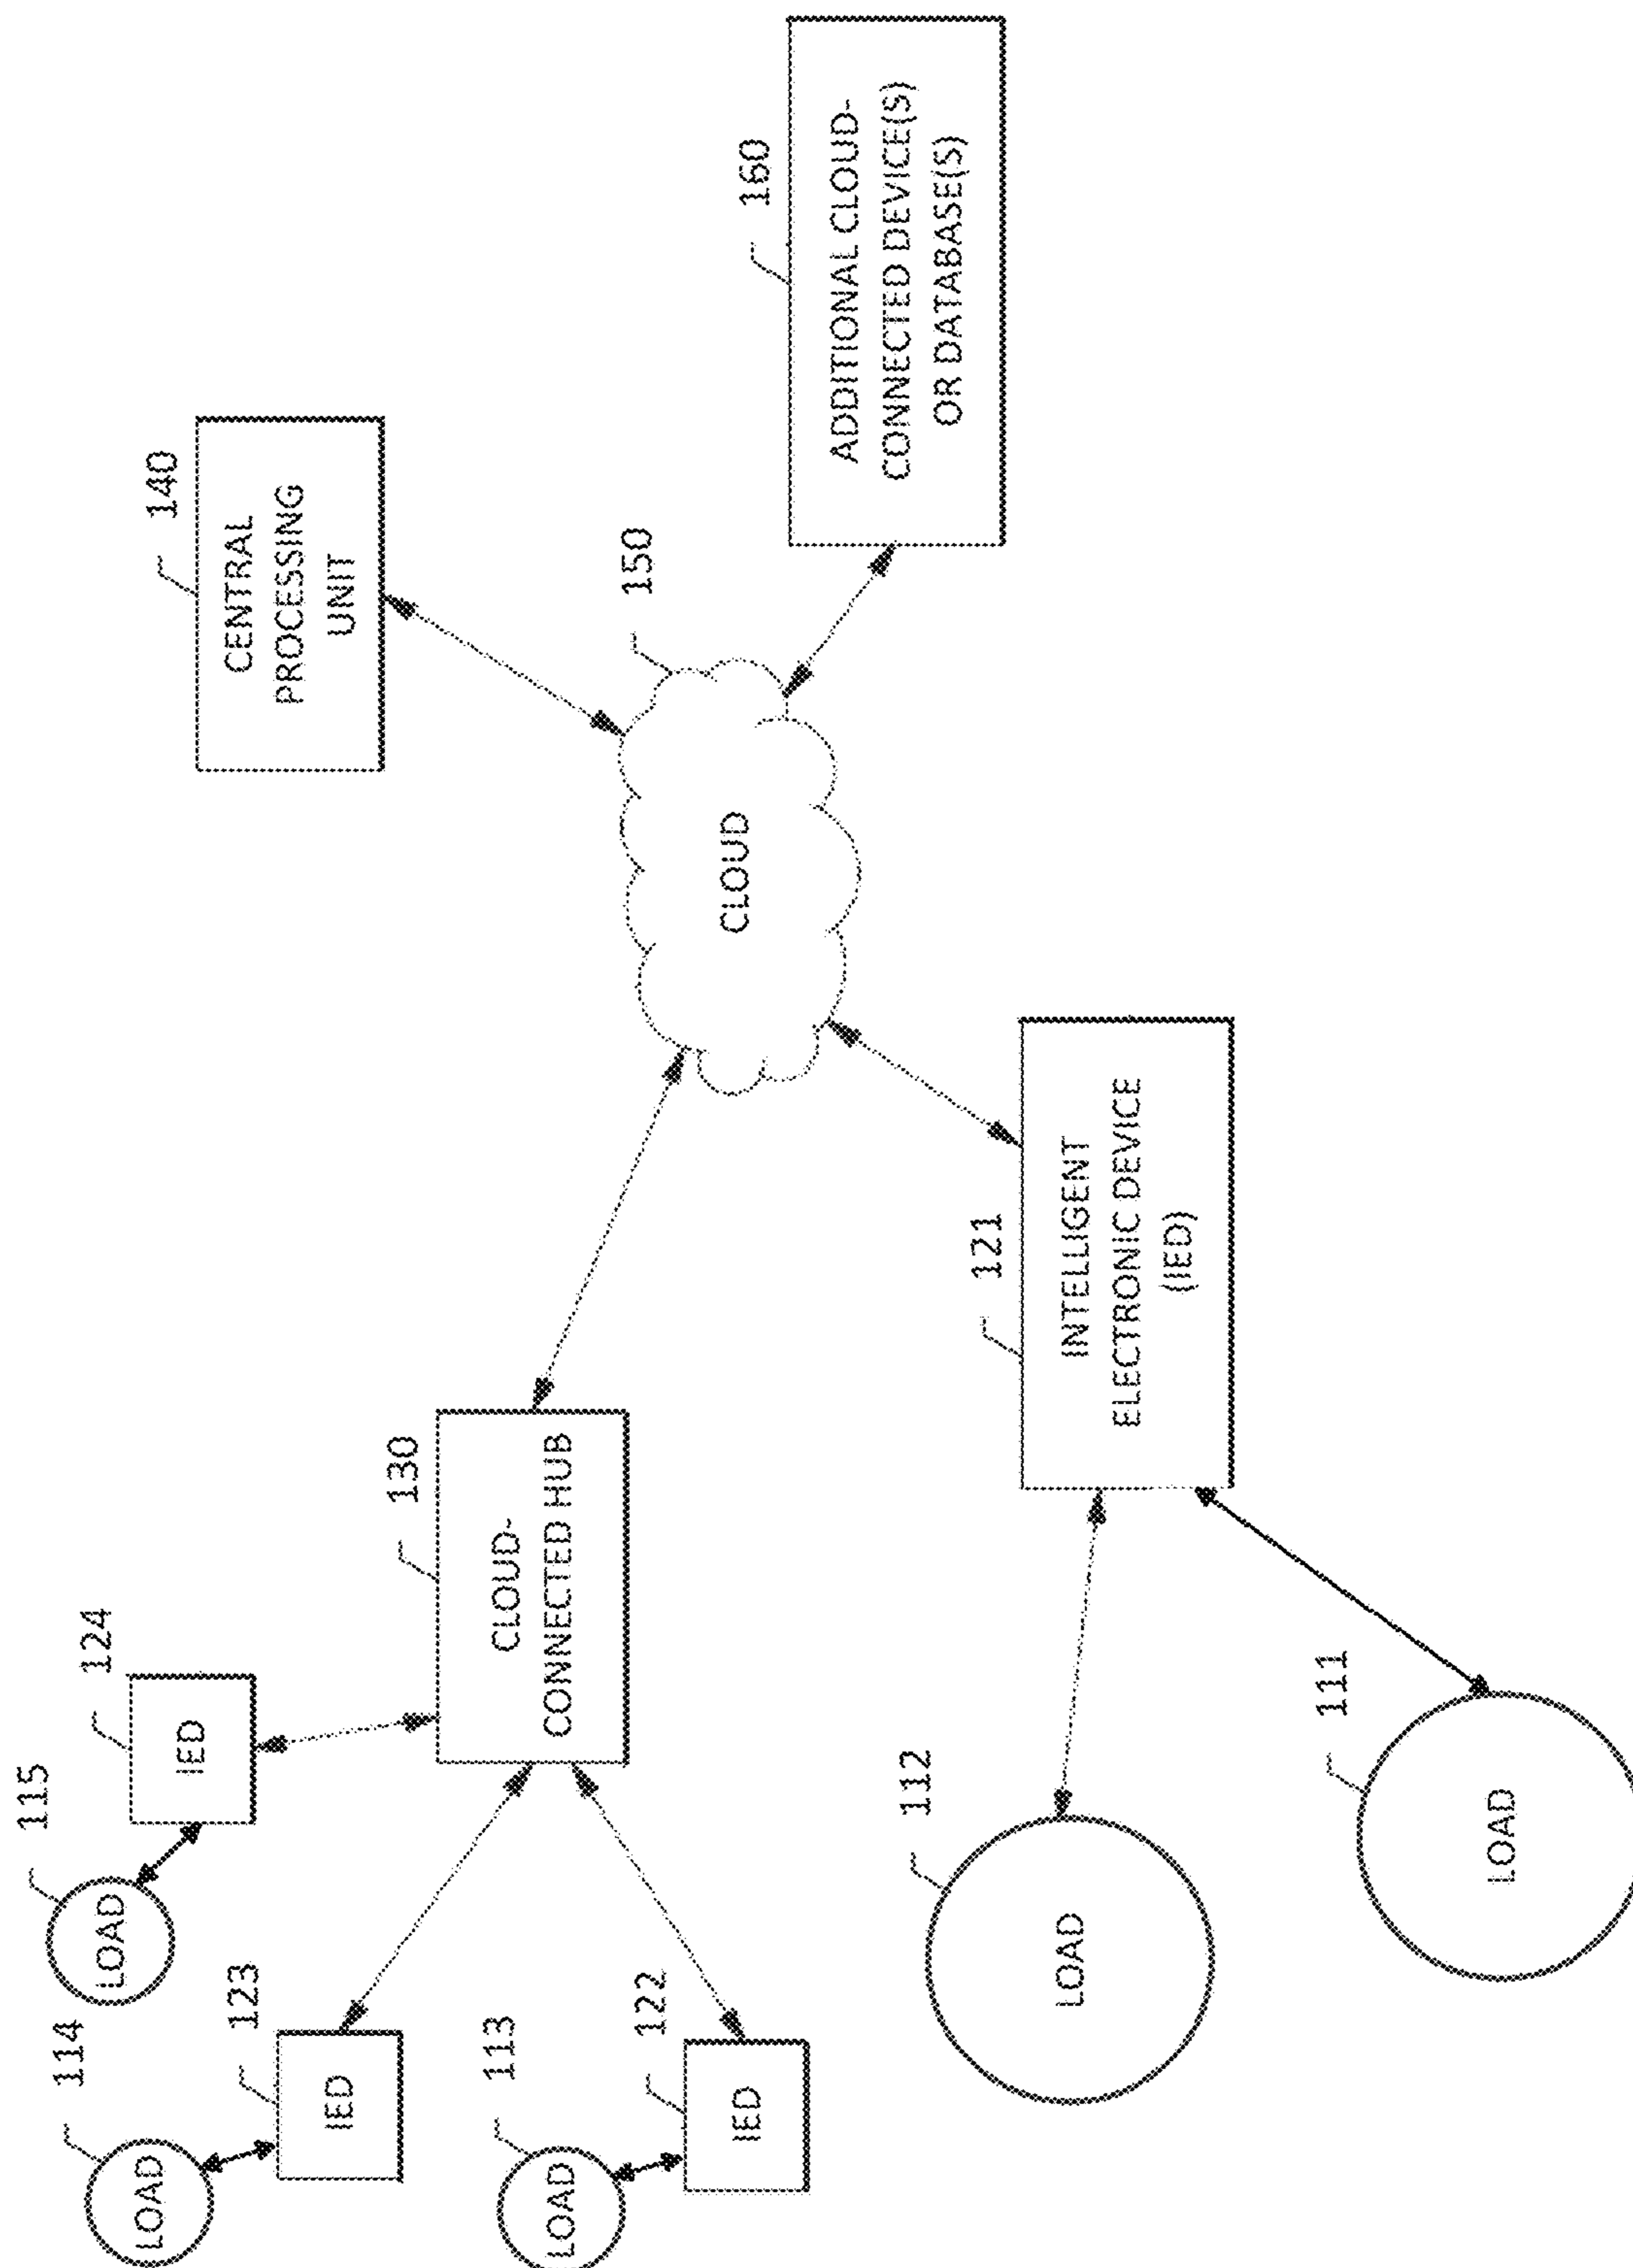 115
LOAD
124
IED
114
LOAD
123
IED
113
LOAD
122
IED
130
CLOUD-
CONNECTED HUB
140
CENTRAL
PROCESSING
UNIT
150
CLOUD
160
ADDITIONAL CLOUD-
CONNECTED DEVICE(S)
OR DATABASE(S)
121
INTELLIGENT
ELECTRONIC DEVICE
(IED)
112
LOAD
111
LOAD